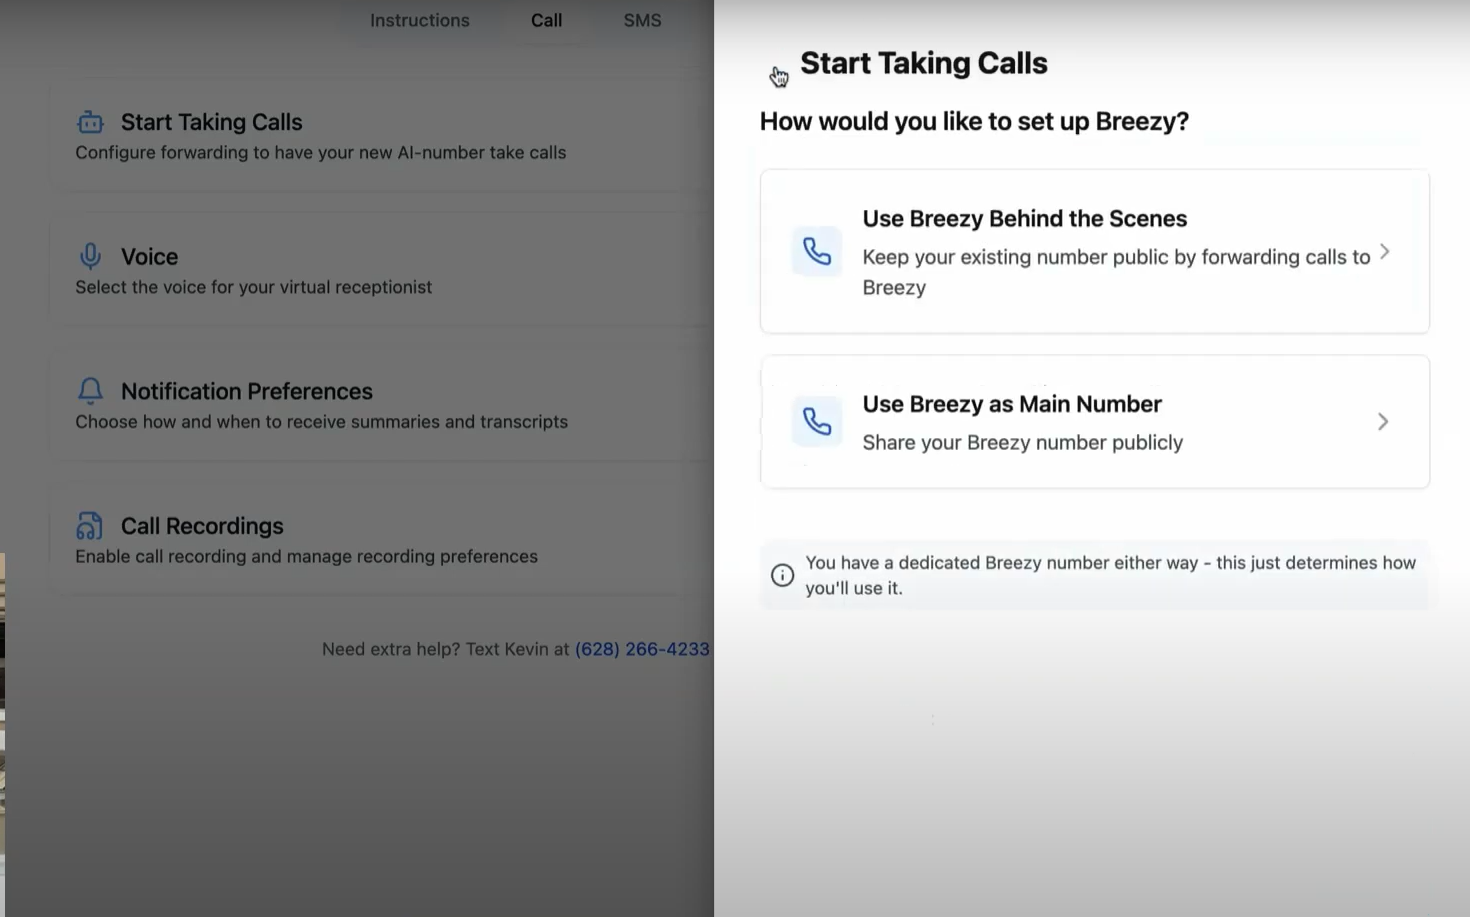 Instructions
Call
SMS
Start Taking Calls
Configure forwarding to have your new AI-number take calls
Voice
Select the voice for your virtual receptionist
Notification Preferences
Choose how and when to receive summaries and transcripts
Call Recordings
Enable call recording and manage recording preferences
Need extra help? Text Kevin at (628) 266-4233
Start Taking Calls
How would you like to set up Breezy?
Use Breezy Behind the Scenes
Keep your existing number public by forwarding calls to
Breezy
Use Breezy as Main Number
Share your Breezy number publicly
You have a dedicated Breezy number either way - this just determines how
you'll use it.